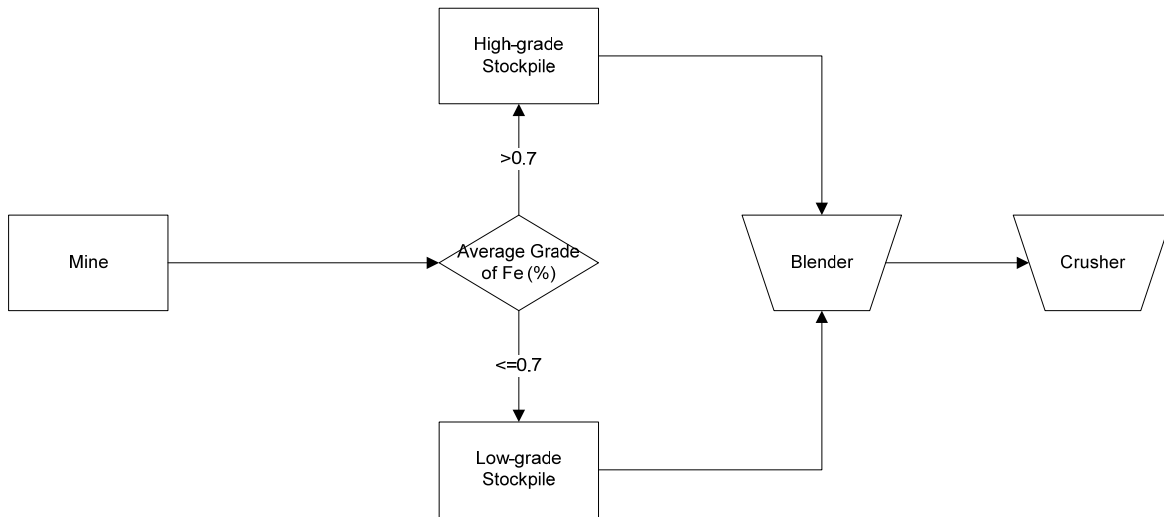 High-grade
Stockpile
>0.7
Mine
Average Grade
of Fe (%)
Blender
Crusher
<=0.7
Low-grade
Stockpile